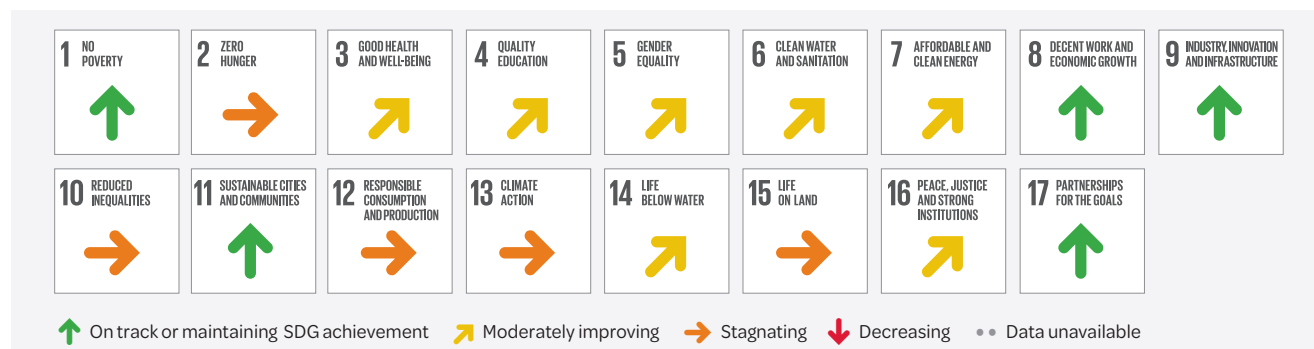 1 NO
POVERTY
2 ZERO
HUNGER
3 GOOD HEALTH
AND WELL-BEING
4 QUALITY
EDUCATION
5 GENDER
EQUALITY
6 CLEAN WATER
AND SANITATION
7 AFFORDABLE AND
CLEAN ENERGY
8 DECENT WORK AND
ECONOMIC GROWTH
9 INDUSTRY, INNOVATION
AND INFRASTRUCTURE
10 REDUCED
INEQUALITIES
11 SUSTAINABLE CITIES
AND COMMUNITIES
12 RESPONSIBLE
CONSUMPTION
AND PRODUCTION
13 CLIMATE
ACTION
14 LIFE
BELOW WATER
15 LIFE
ON LAND
16 PEACE, JUSTICE
AND STRONG
INSTITUTIONS
17 PARTNERSHIPS
FOR THE GOALS
On track or maintaining SDG achievement
Moderately improving
Stagnating
Decreasing
Data unavailable